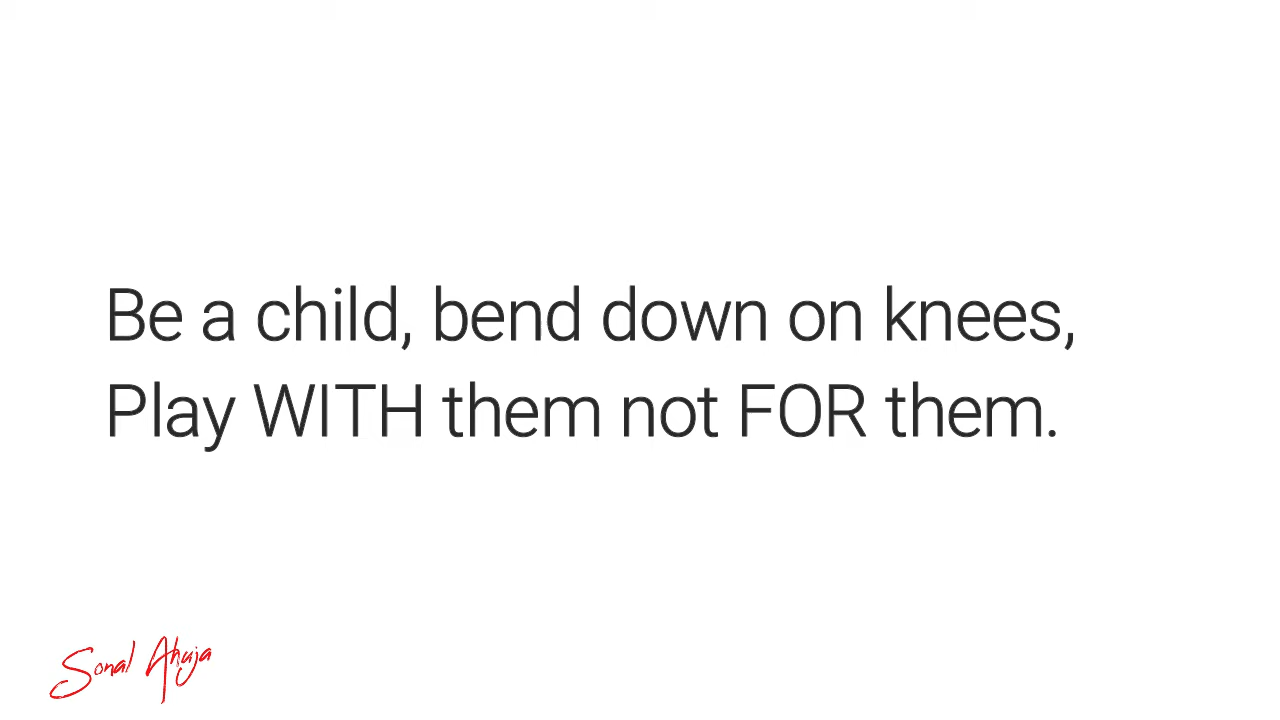 Be a child, bend down on knees,
Play WITH them not FOR them.
Sonal Ahuja